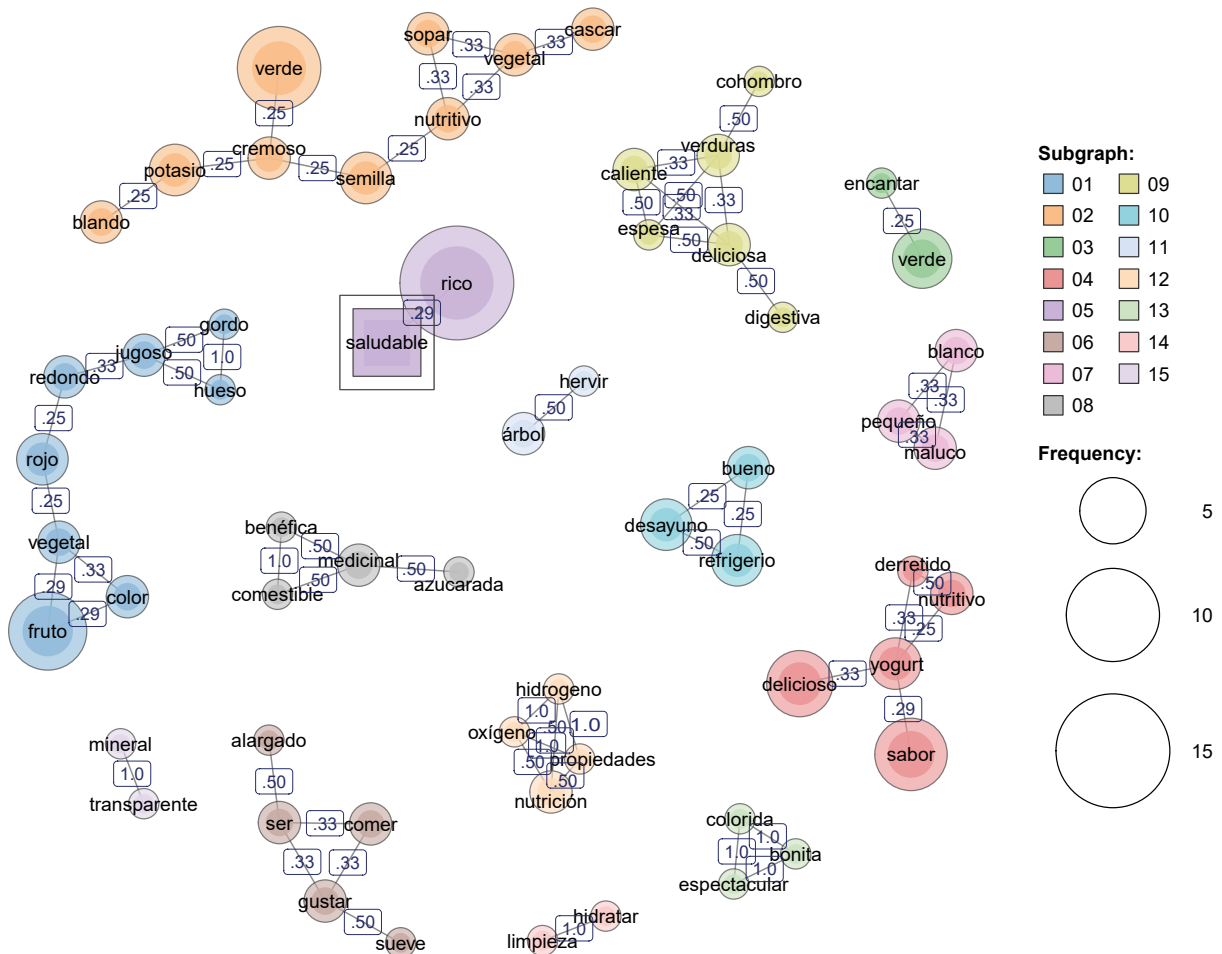 verde
.25
cremoso
.25
potasio
.25
blando
.25
semilla
.25
nutritivo
.33
sopar
.33
.33
vegetal
.33
cascar
cohombro
.50
verduras
.33
caliente
.50
.50
.33
.33
espesa
.50
deliciosa
.50
digestiva
encantar
.25
verde
rico
.29
saludable
gordo
.50
jugoso
1.0
.50
hueso
.33
redondo
.25
rojo
.25
vegetal
.33
.29
color
.29
fruto
hervir
.50
árbol
blanco
.33
.33
pequeño
.33
maluco
bueno
.25
.25
desayuno
.50
refrigerio
benéfica
.50
1.0
medicinal
.50
.50
comestible
azucarada
derretido
.50
nutritivo
.33
.25
yogurt
.33
delicioso
.29
sabor
hidrogeno
1.0
.50
1.0
oxígeno
1.0
.50
propiedades
.50
nutrición
mineral
1.0
transparente
alargado
.50
ser
.33
comer
.33
.33
gustar
.50
sueve
colorida
1.0
1.0
bonita
1.0
espectacular
hidratar
1.0
limpieza
Subgraph:
01
02
03
04
05
06
07
08
09
10
11
12
13
14
15
Frequency:
5
10
15